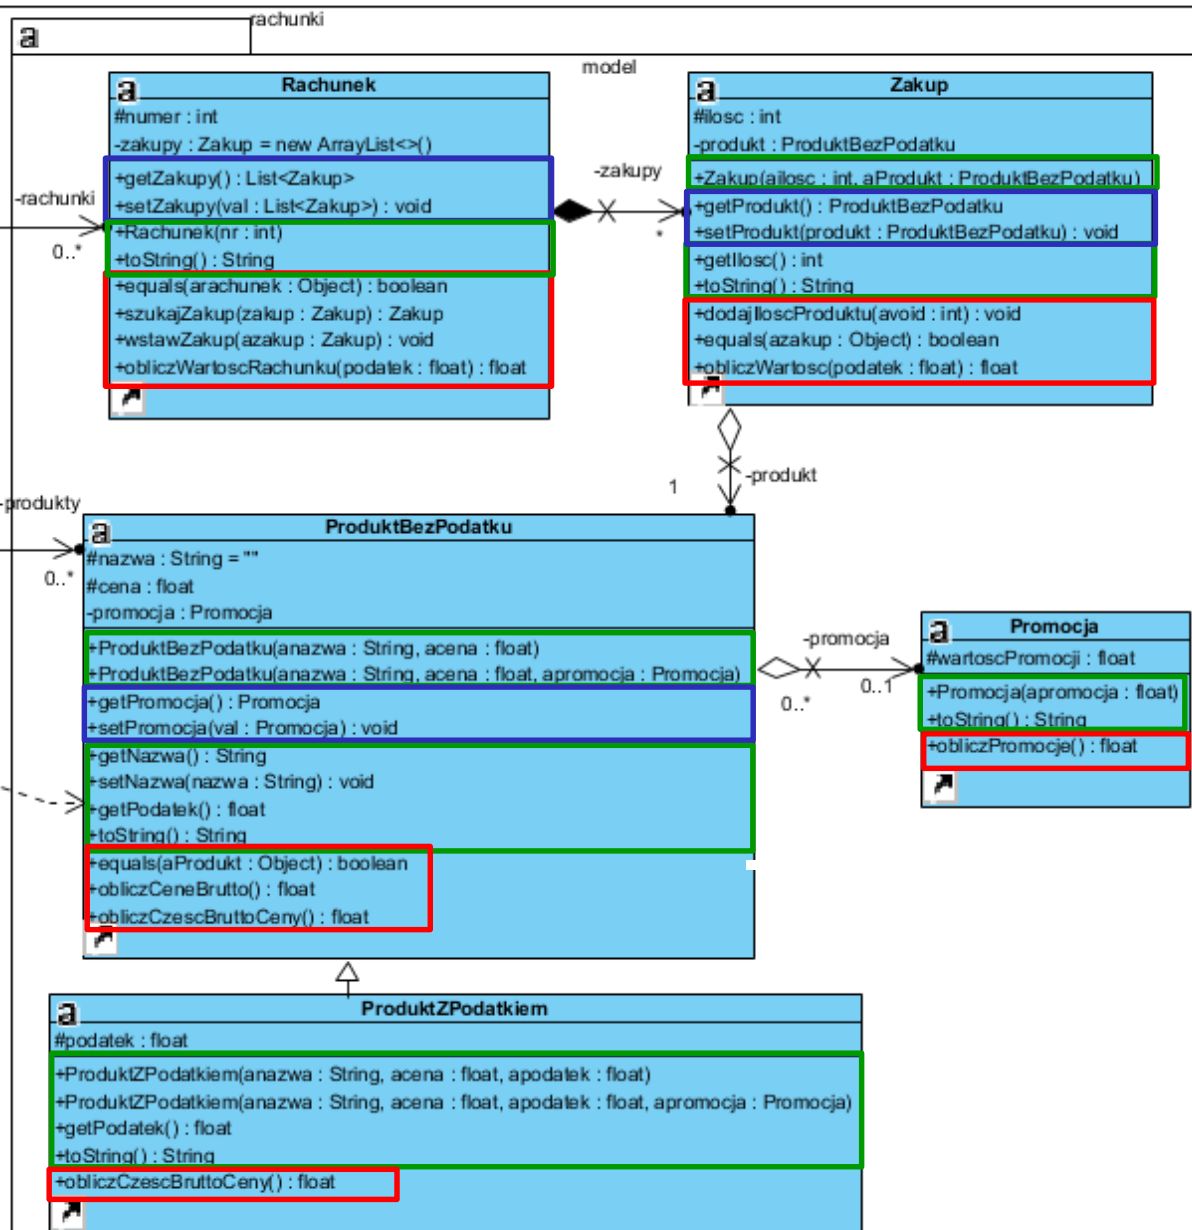 rachunki
model
Rachunek
#numer : int
-zakupy : Zakup = new ArrayList<>()
+getZakupy() : List<Zakup>
+setZakupy(val : List<Zakup>) : void
+Rachunek(nr : int)
+toString() : String
+equals(arachunek : Object) : boolean
+szukajZakup(zakup : Zakup) : Zakup
+wstawZakup(azakup : Zakup) : void
+obliczWartoscRachunku(podatek : float) : float
-rachunki
0..*
-zakupy
*
Zakup
#ilosc : int
-produkt : ProduktBezPodatku
+Zakup(ailosc : int, aProdukt : ProduktBezPodatku)
+getProdukt() : ProduktBezPodatku
+setProdukt(produkt : ProduktBezPodatku) : void
+getIlosc() : int
+toString() : String
+dodajIloscProduktu(avoid : int) : void
+equals(azakup : Object) : boolean
+obliczWartosc(podatek : float) : float
-produkt
1
-produkty
0..*
ProduktBezPodatku
#nazwa : String = ""
#cena : float
-promocja : Promocja
+ProduktBezPodatku(anazwa : String, acena : float)
+ProduktBezPodatku(anazwa : String, acena : float, apromocja : Promocja)
+getPromocja() : Promocja
+setPromocja(val : Promocja) : void
+getNazwa() : String
+setNazwa(nazwa : String) : void
+getPodatek() : float
+toString() : String
+equals(aProdukt : Object) : boolean
+obliczCeneBrutto() : float
+obliczCzescBruttoCeny() : float
-promocja
0..*
0..1
Promocja
#wartoscPromocji : float
+Promocja(apromocja : float)
+toString() : String
+obliczPromocje() : float
ProduktZPodatkiem
#podatek : float
+ProduktZPodatkiem(anazwa : String, acena : float, apodatek : float)
+ProduktZPodatkiem(anazwa : String, acena : float, apodatek : float, apromocja : Promocja)
+getPodatek() : float
+toString() : String
+obliczCzescBruttoCeny() : float